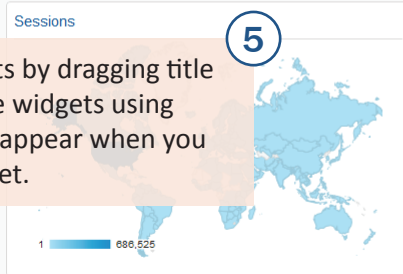 Sessions
5
ts by dragging title
e widgets using
appear when you
et.
1 686,525